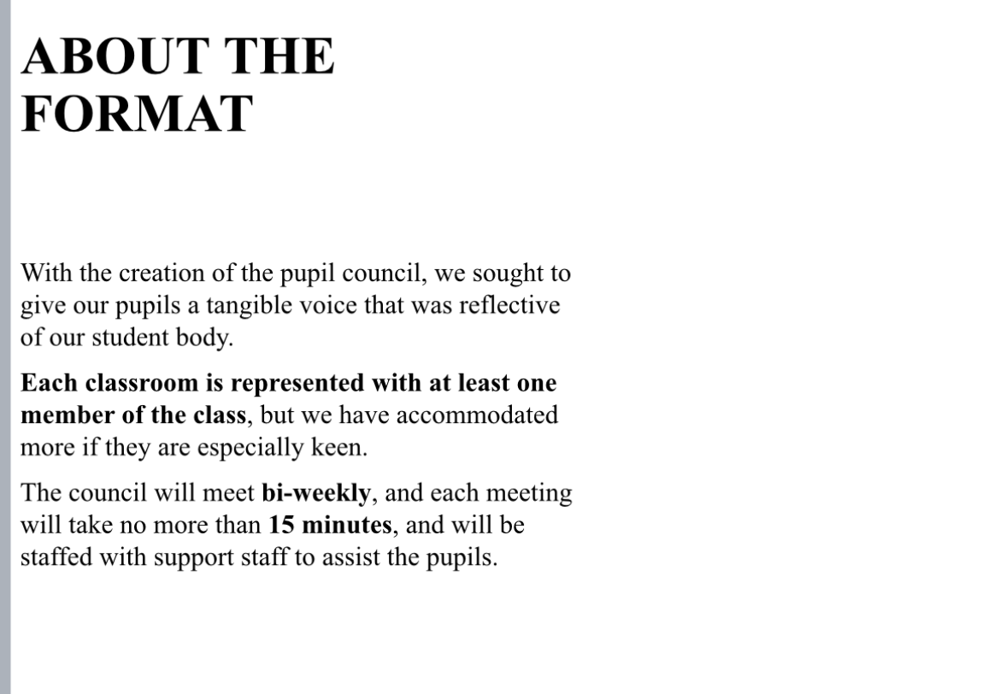 ABOUT THE
FORMAT
With the creation of the pupil council, we sought to
give our pupils a tangible voice that was reflective
of our student body.
Each classroom is represented with at least one
member of the class, but we have accommodated
more if they are especially keen.
The council will meet bi-weekly, and each meeting
will take no more than 15 minutes, and will be
staffed with support staff to assist the pupils.